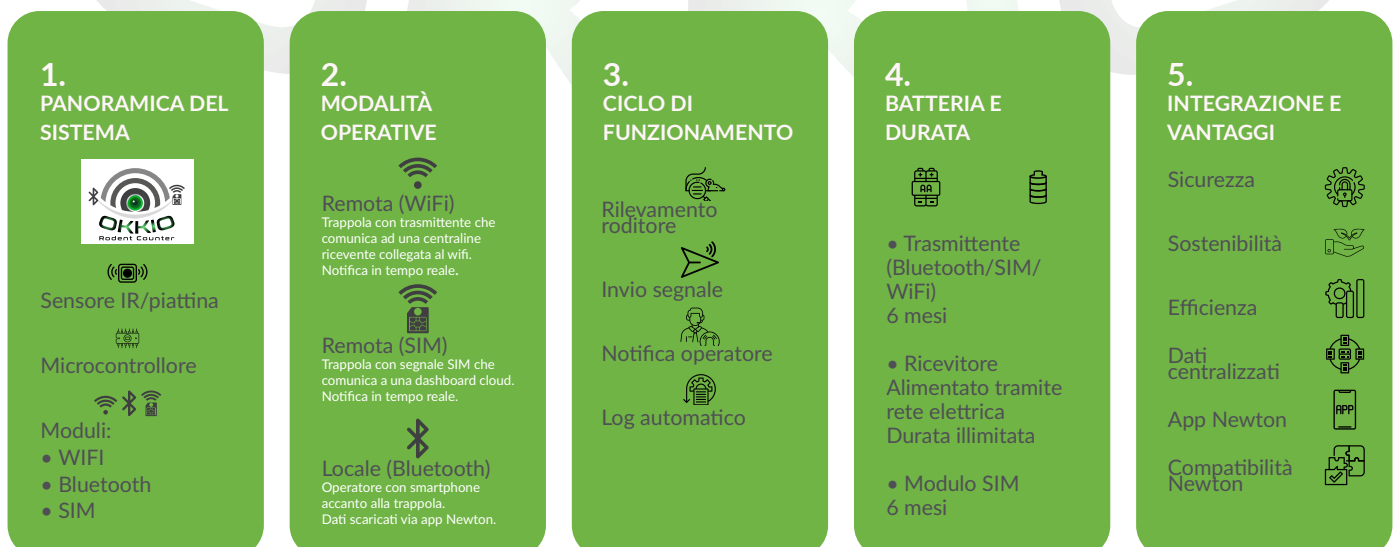 1.
PANORAMICA DEL
SISTEMA
OKKIO
Rodent Counter
Sensore IR/piattina
Microcontrollore
Moduli:
• WIFI
• Bluetooth
• SIM
2.
MODALITÀ
OPERATIVE
Remota (WiFi)
Trappola con trasmittente che
comunica ad una centraline
ricevente collegata al wifi.
Notifica in tempo reale.
Remota (SIM)
Trappola con segnale SIM che
comunica a una dashboard cloud.
Notifica in tempo reale.
Locale (Bluetooth)
Operatore con smartphone
accanto alla trappola.
Dati scaricati via app Newton.
3.
CICLO DI
FUNZIONAMENTO
Rilevamento
roditore
Invio segnale
Notifica operatore
Log automatico
4.
BATTERIA E
DURATA
AA
• Trasmittente
(Bluetooth/SIM/
WiFi)
6 mesi
• Ricevitore
Alimentato tramite
rete elettrica
Durata illimitata
• Modulo SIM
6 mesi
5.
INTEGRAZIONE E
VANTAGGI
Sicurezza
Sostenibilità
Efficienza
Dati
centralizzati
App Newton
APP
Compatibilità
Newton